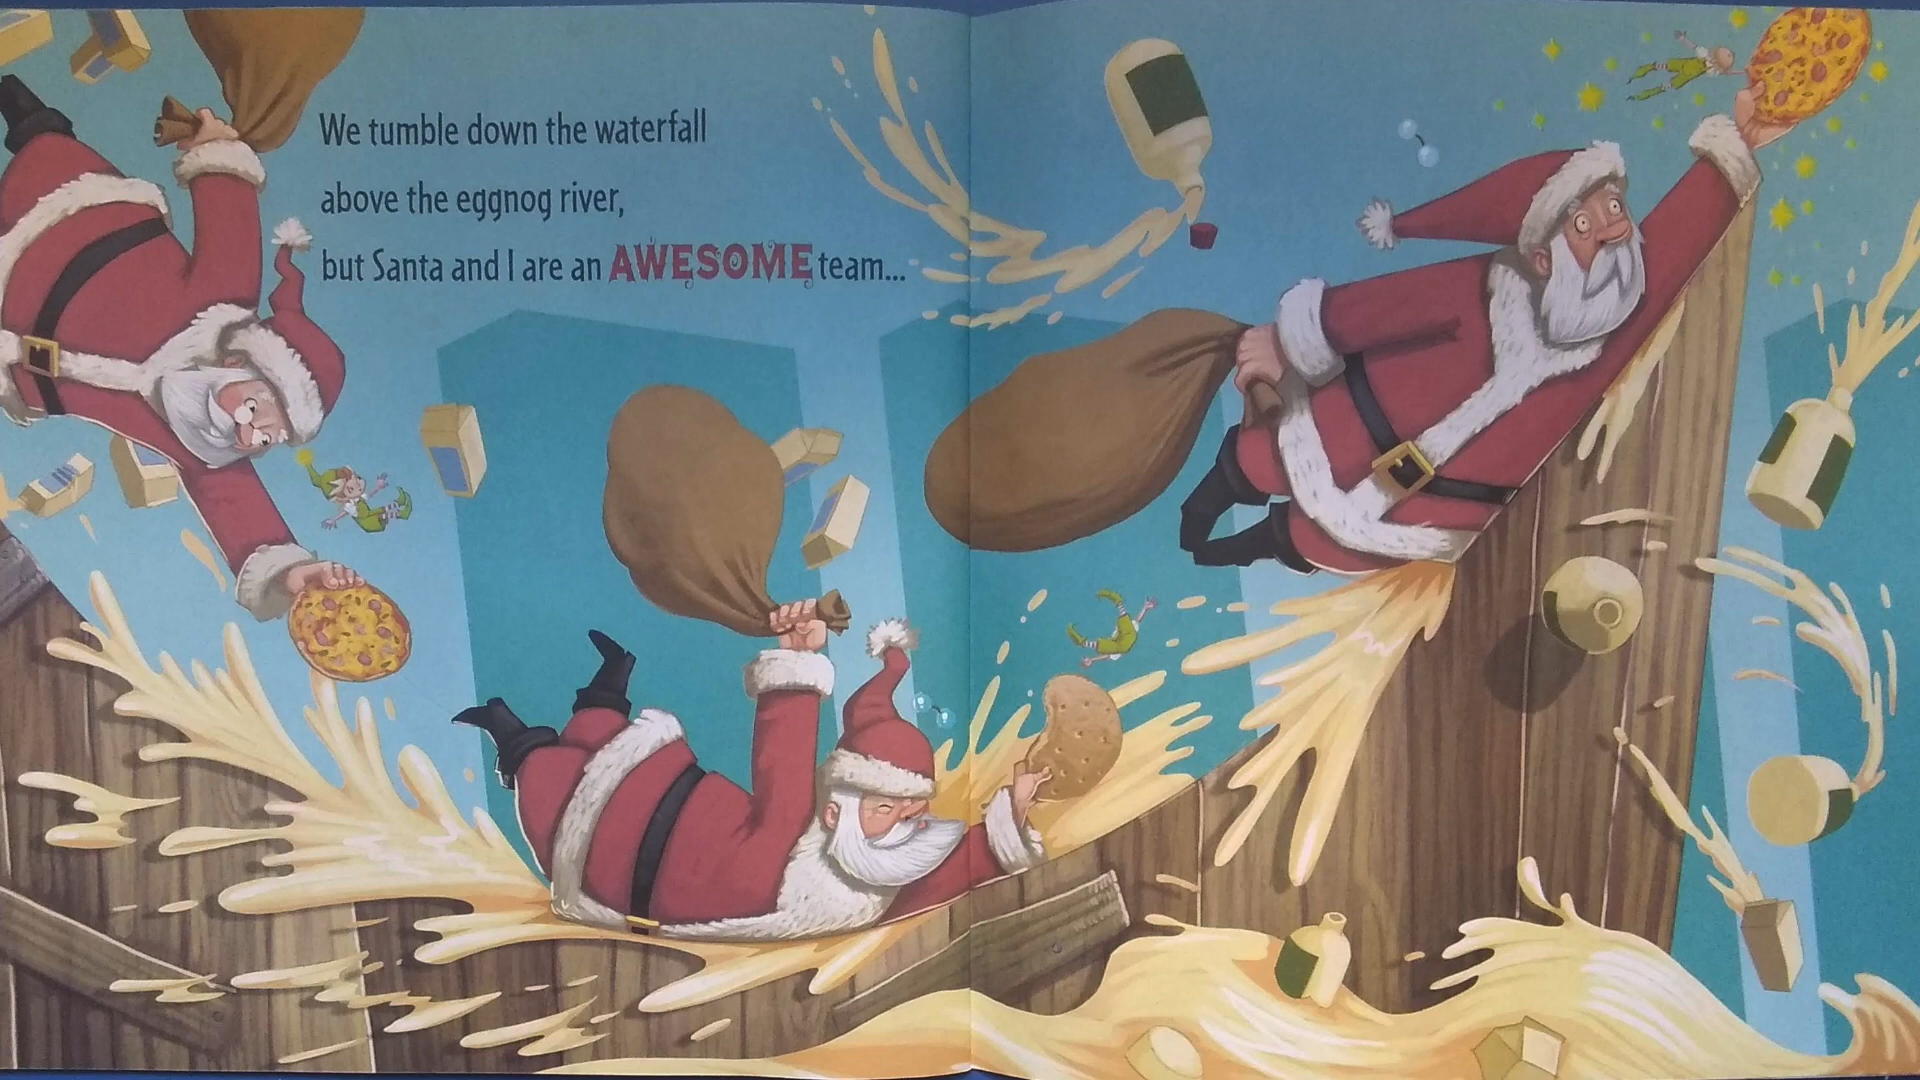 We tumble down the waterfall
above the eggnog river,
but Santa and I are an AWESOME team...